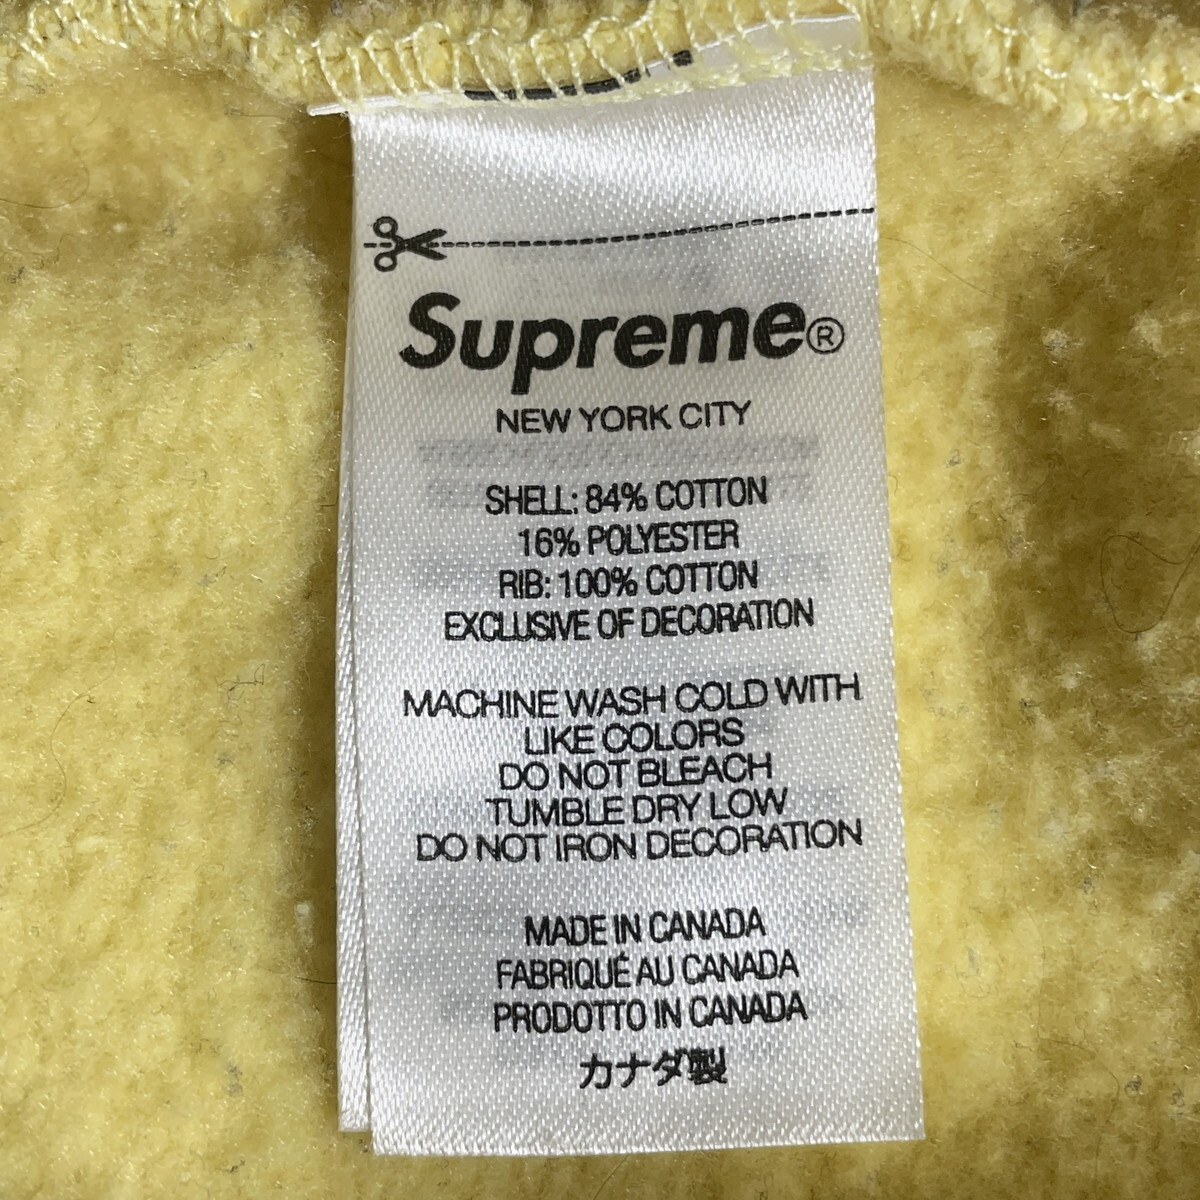 Supreme®
NEW YORK CITY
SHELL: 84% COTTON
16% POLYESTER
RIB: 100% COTTON
EXCLUSIVE OF DECORATION
MACHINE WASH COLD WITH
LIKE COLORS
DO NOT BLEACH
TUMBLE DRY LOW
DO NOT IRON DECORATION
MADE IN CANADA
FABRIQUÉ AU CANADA
PRODOTTO IN CANADA
カナダ製